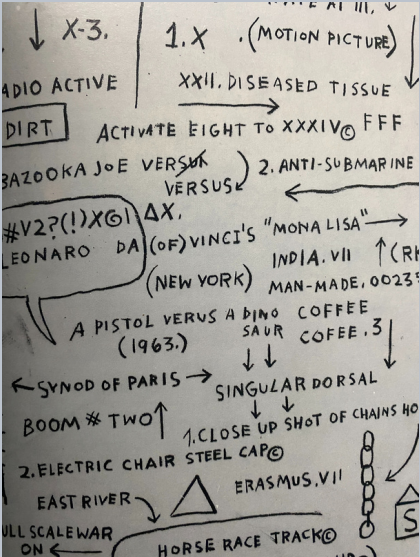 X-3.
1.X .(MOTION PICTURE)
ADIO ACTIVE
XXII. DISEASED TISSUE
DIRT
ACTIVATE EIGHT TO XXXIV© FFF
BAZOOKA JOE VERSUK
VERSUS
2. ANTI-SUBMARINE
#V2?(!)X©| ΔX.
LEONARO DA (OF) VINCI'S "MONA LISA"
INDIA. VII
(NEW YORK)
MAN-MADE, 0023
A PISTOL VERUS A DINO SAUR
(1963.)
COFFEE
COFEE .3
SYNOD OF PARIS
SINGULAR DORSAL
BOOM # TWO
1.CLOSE UP SHOT OF CHAINS HO
2.ELECTRIC CHAIR STEEL CAP©
ERASMUS.VII
EAST RIVER
S
ULL SCALE WAR
ON
HORSE RACE TRACK©